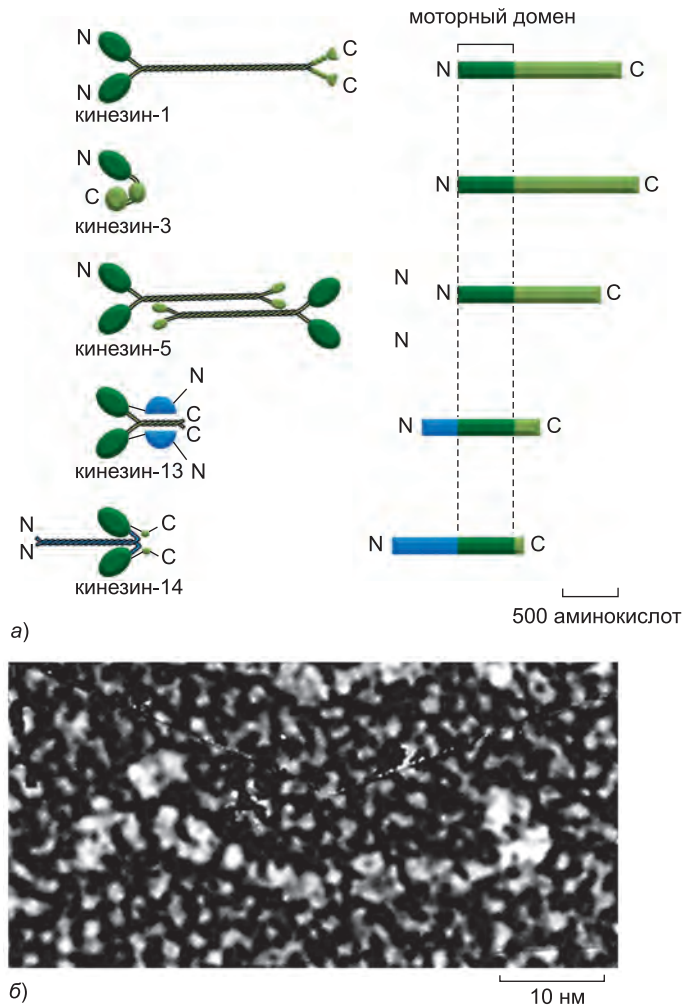 моторный домен
N
C
N
C
N
C
кинезин-1
N
C
N
C
кинезин-3
N
N
N
C
N
кинезин-5
N
C
C
N
C
кинезин-13
N
N
C
N
C
N
C
кинезин-14
500 аминокислот
а)
б)
10 нм